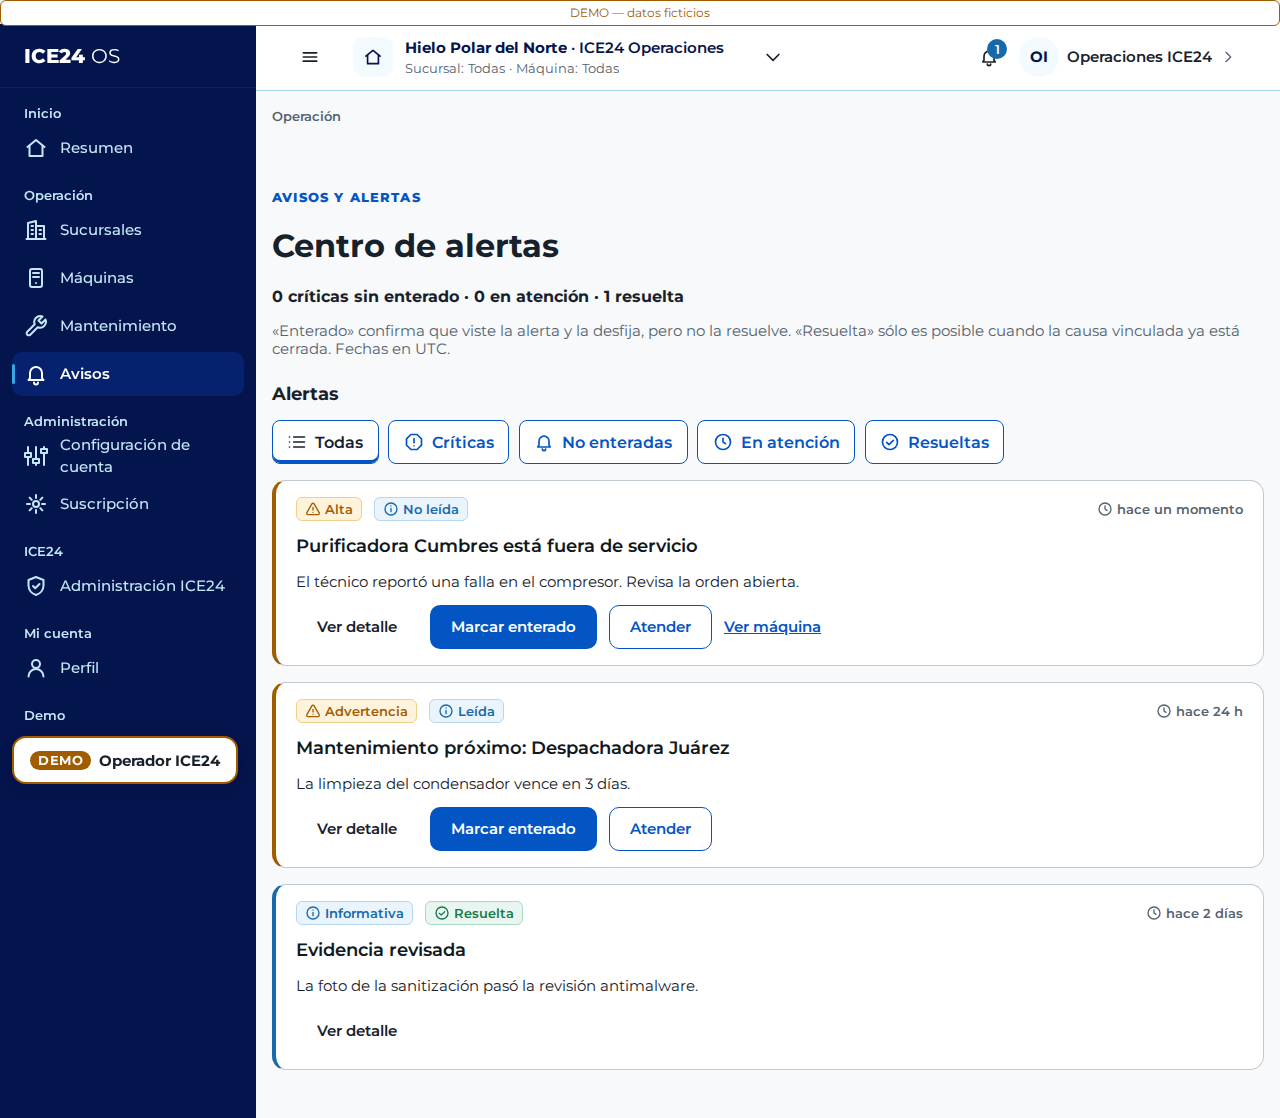 DEMO — datos ficticios
ICE24 OS
Hielo Polar del Norte · ICE24 Operaciones
Sucursal: Todas · Máquina: Todas
1
OI
Operaciones ICE24
Inicio
Resumen
Operación
Sucursales
Máquinas
Mantenimiento
Avisos
Administración
Configuración de
cuenta
Suscripción
ICE24
Administración ICE24
Mi cuenta
Perfil
Demo
DEMO Operador ICE24
Operación
AVISOS Y ALERTAS
Centro de alertas
0 críticas sin enterado · 0 en atención · 1 resuelta
«Enterado» confirma que viste la alerta y la desfija, pero no la resuelve. «Resuelta» sólo es posible cuando la causa vinculada ya está
cerrada. Fechas en UTC.
Alertas
Todas
Críticas
No enteradas
En atención
Resueltas
Alta
No leída
hace un momento
Purificadora Cumbres está fuera de servicio
El técnico reportó una falla en el compresor. Revisa la orden abierta.
Ver detalle
Marcar enterado
Atender
Ver máquina
Advertencia
Leída
hace 24 h
Mantenimiento próximo: Despachadora Juárez
La limpieza del condensador vence en 3 días.
Ver detalle
Marcar enterado
Atender
Informativa
Resuelta
hace 2 días
Evidencia revisada
La foto de la sanitización pasó la revisión antimalware.
Ver detalle